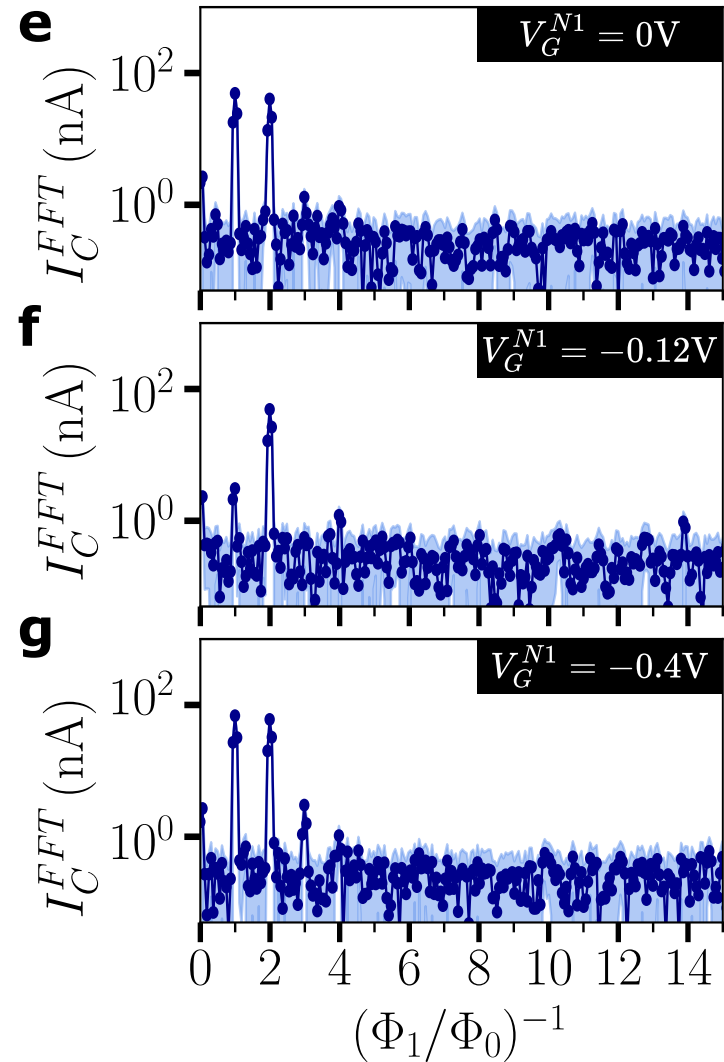 e
V_G^{N1} = 0V
10^2
10^0
I_C^{FFT} (nA)
f
V_G^{N1} = −0.12V
10^2
10^0
I_C^{FFT} (nA)
g
V_G^{N1} = −0.4V
10^2
10^0
I_C^{FFT} (nA)
0 2 4 6 8 10 12 14
(Φ_1/Φ_0)^{−1}